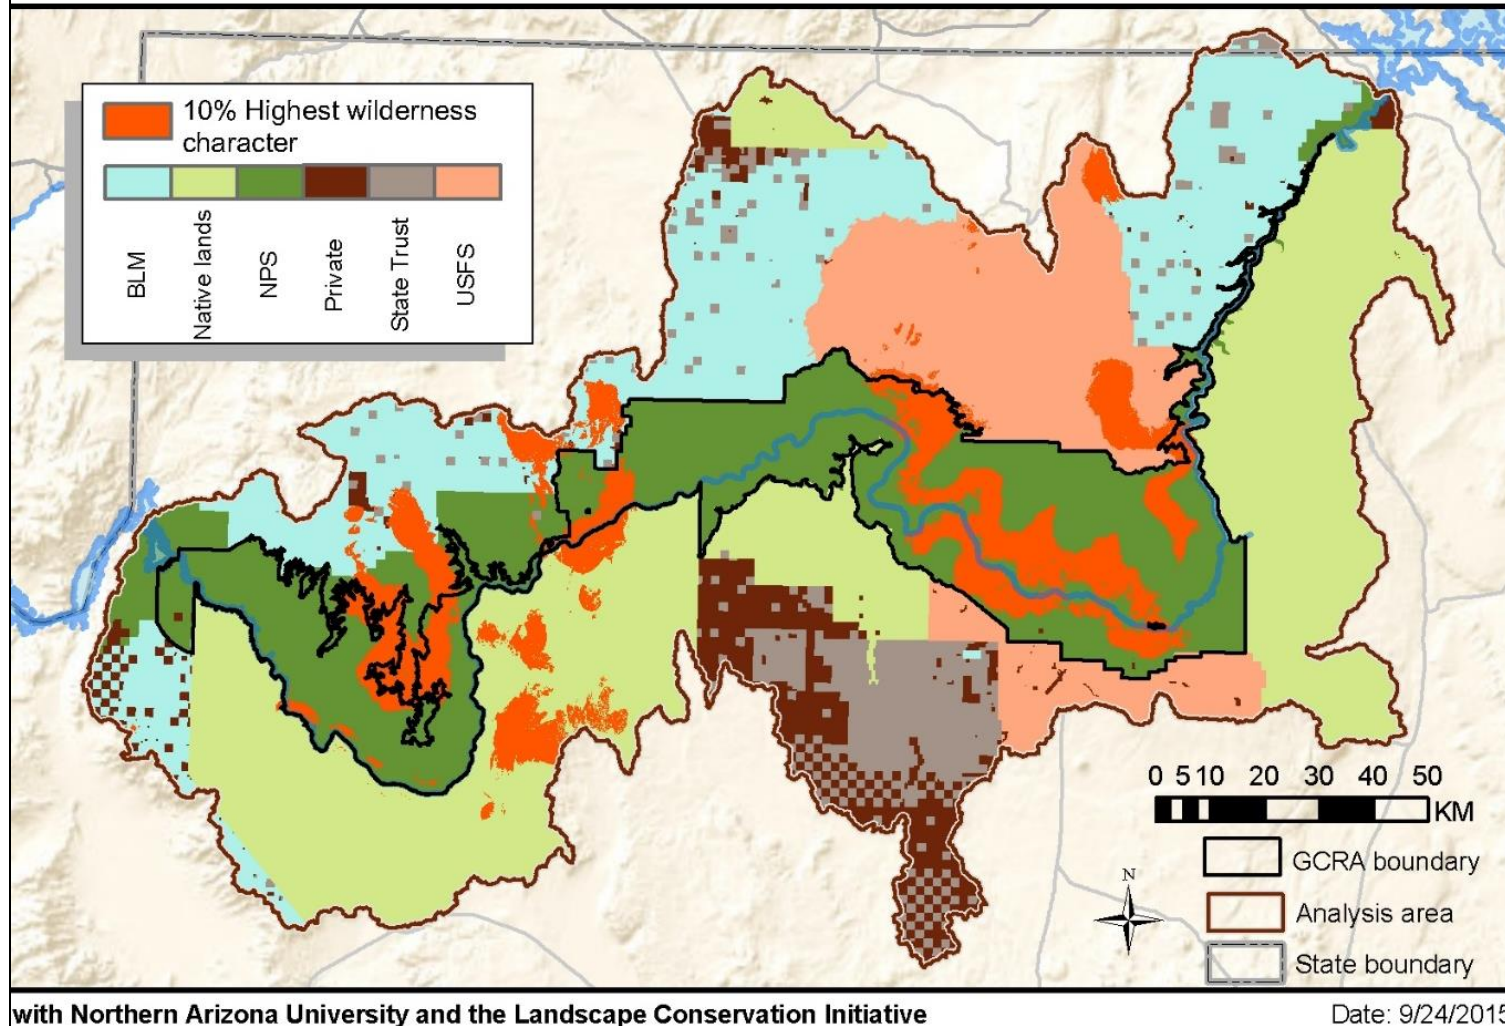 10% Highest wilderness
character
BLM
Native lands
NPS
Private
State Trust
USFS
0 5 10 20 30 40 50
KM
GCRA boundary
N
Analysis area
State boundary
with Northern Arizona University and the Landscape Conservation Initiative
Date: 9/24/2015